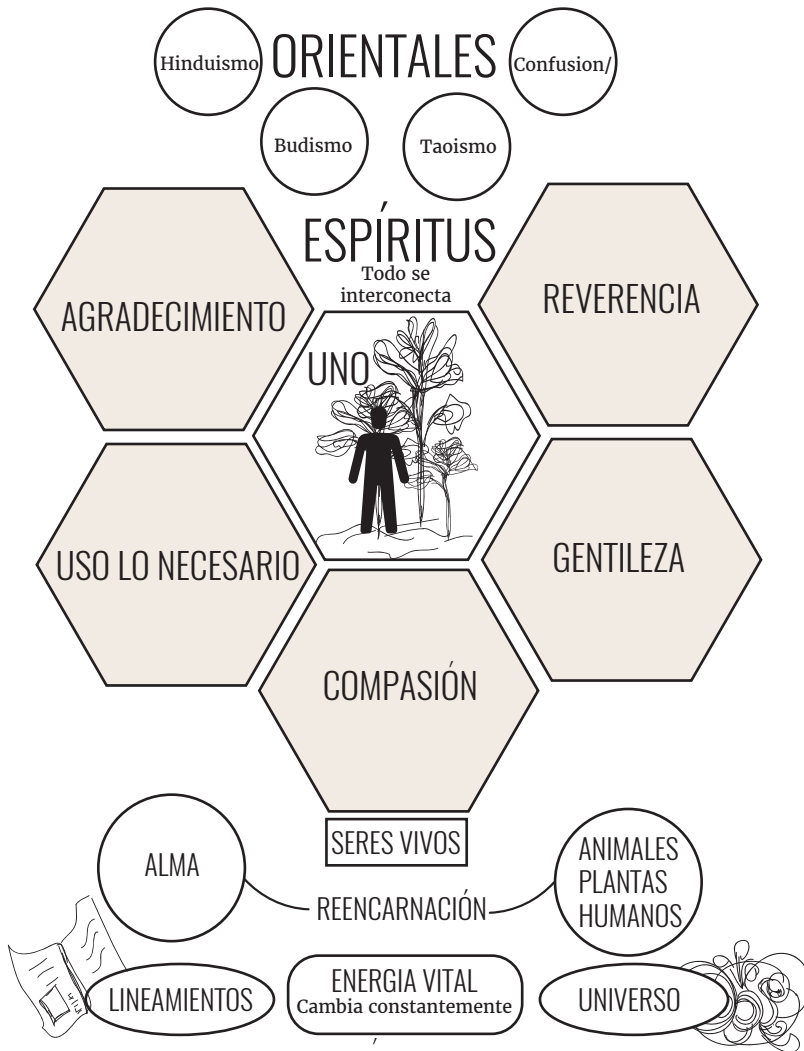 Hinduismo
ORIENTALES
Confusion/
Budismo
Taoismo
ESPÍRITUS
Todo se
interconecta
AGRADECIMIENTO
REVERENCIA
UNO
USO LO NECESARIO
GENTILEZA
COMPASIÓN
SERES VIVOS
ALMA
REENCARNACIÓN
ANIMALES
PLANTAS
HUMANOS
LINEAMIENTOS
ENERGIA VITAL
Cambia constantemente
UNIVERSO